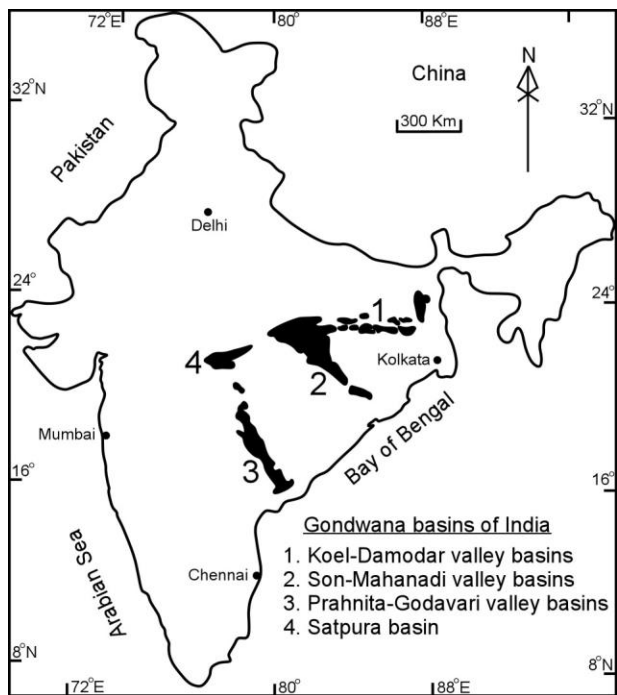 72°E 80° 88°E
China
N
32°N
32°N
300 Km
Pakistan
Delhi
24°
24°
1
4
2
Kolkata
Mumbai
3
Bay of Bengal
16°
16°
Gondwana basins of India
1. Koel-Damodar valley basins
2. Son-Mahanadi valley basins
3. Prahnita-Godavari valley basins
4. Satpura basin
Chennai
Arabian Sea
8°N
8°N
72°E 80° 88°E